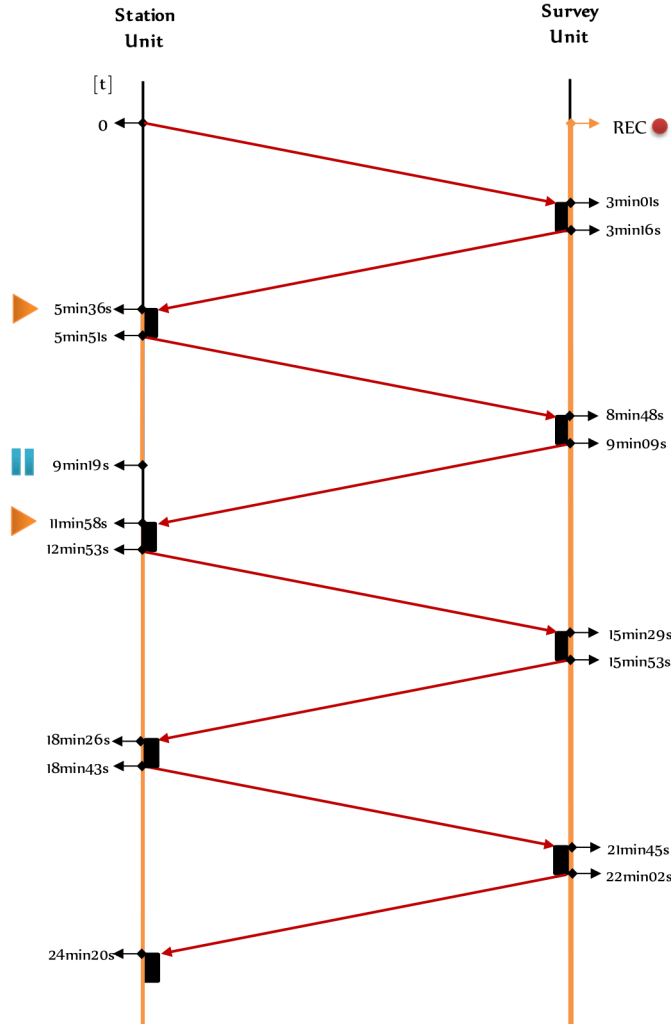 Station
Unit
Survey
Unit
[t]
0
REC
3min01s
3min16s
5min36s
5min51s
8min48s
9min09s
9min19s
11min58s
12min53s
15min29s
15min53s
18min26s
18min43s
21min45s
22min02s
24min20s